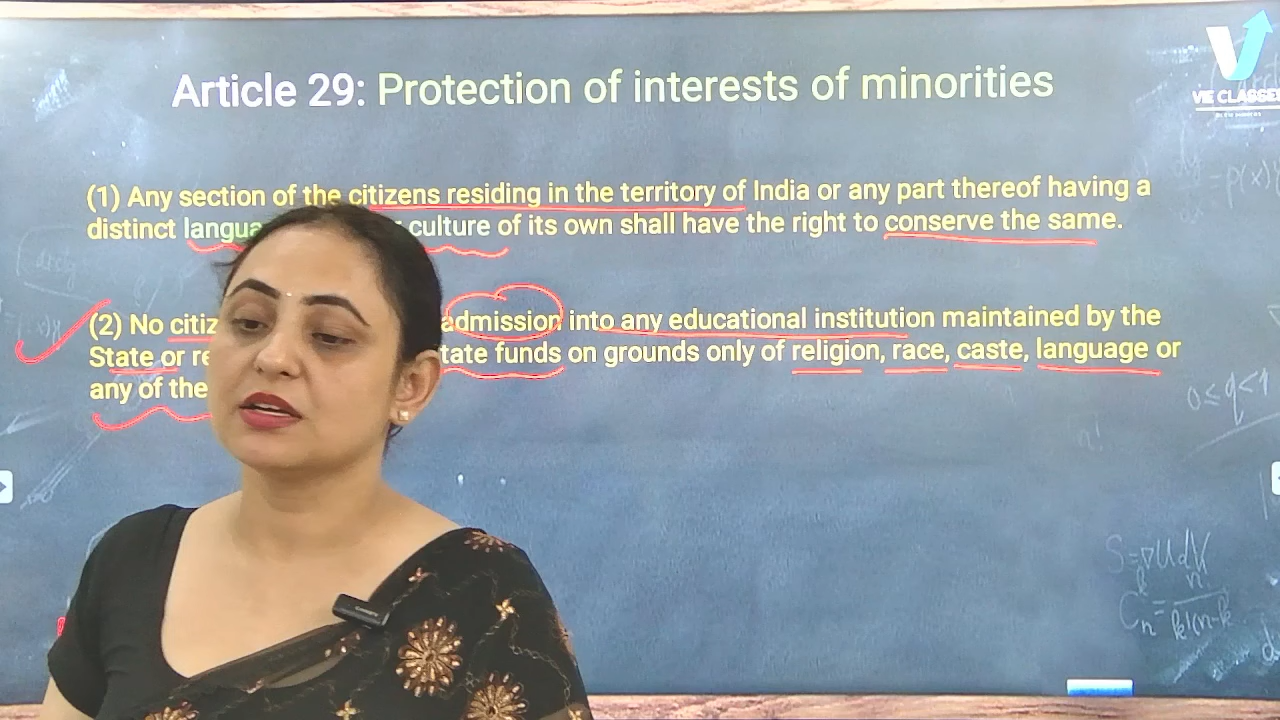 Article 29: Protection of interests of minorities
VIE CLASSES
(1) Any section of the citizens residing in the territory of India or any part thereof having a
distinct langua culture of its own shall have the right to conserve the same.
(2) No citiz admission into any educational institution maintained by the
State or re tate funds on grounds only of religion, race, caste, language or
any of the
0 ≤ q < 1
n!